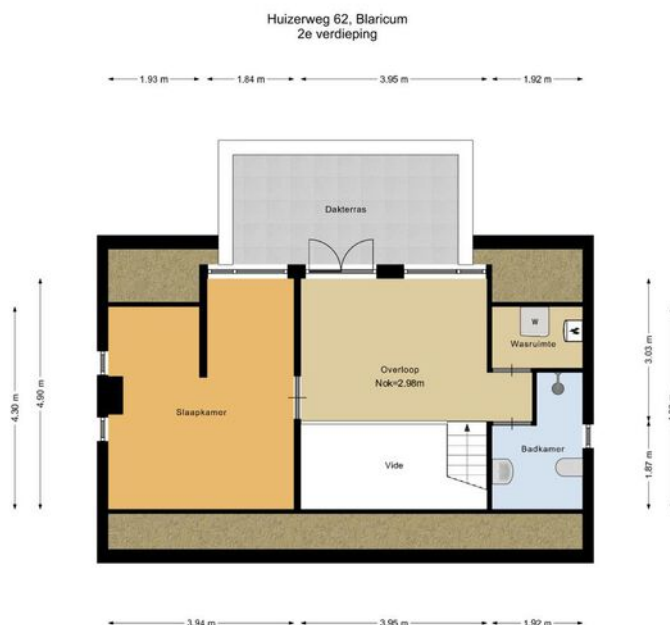 Huizerweg 62, Blaricum
2e verdieping
1.93 m
1.84 m
3.95 m
1.92 m
Dakterras
W
Wasruimte
Overloop
Nok=2.98m
Slaapkamer
Vide
Badkamer
4.30 m
4.90 m
3.03 m
1.87 m
3.94 m
3.95 m
1.92 m